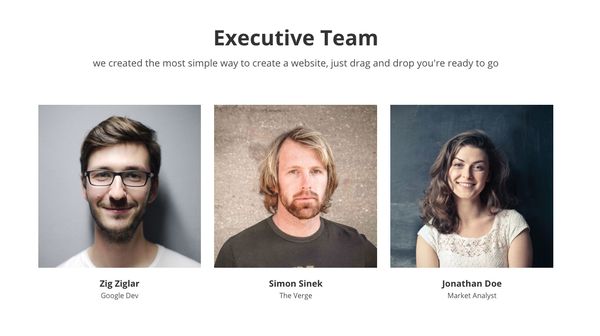 Executive Team
we created the most simple way to create a website, just drag and drop you're ready to go
Zig Ziglar
Simon Sinek
Jonathan Doe
Google Dev
The Verge
Market Analyst